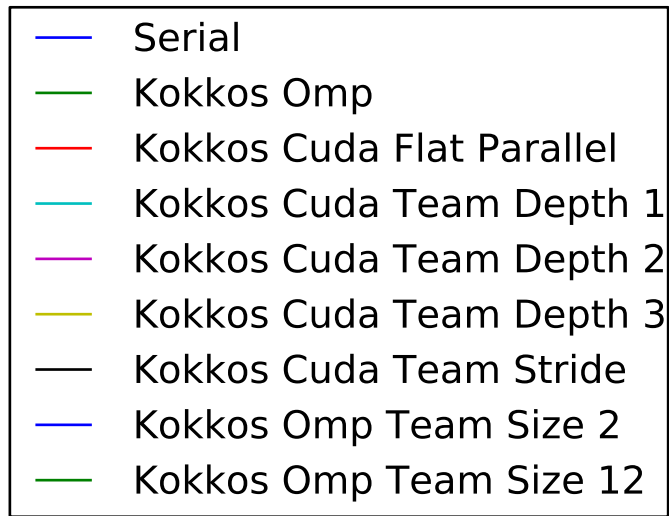 Serial
Kokkos Omp
Kokkos Cuda Flat Parallel
Kokkos Cuda Team Depth 1
Kokkos Cuda Team Depth 2
Kokkos Cuda Team Depth 3
Kokkos Cuda Team Stride
Kokkos Omp Team Size 2
Kokkos Omp Team Size 12